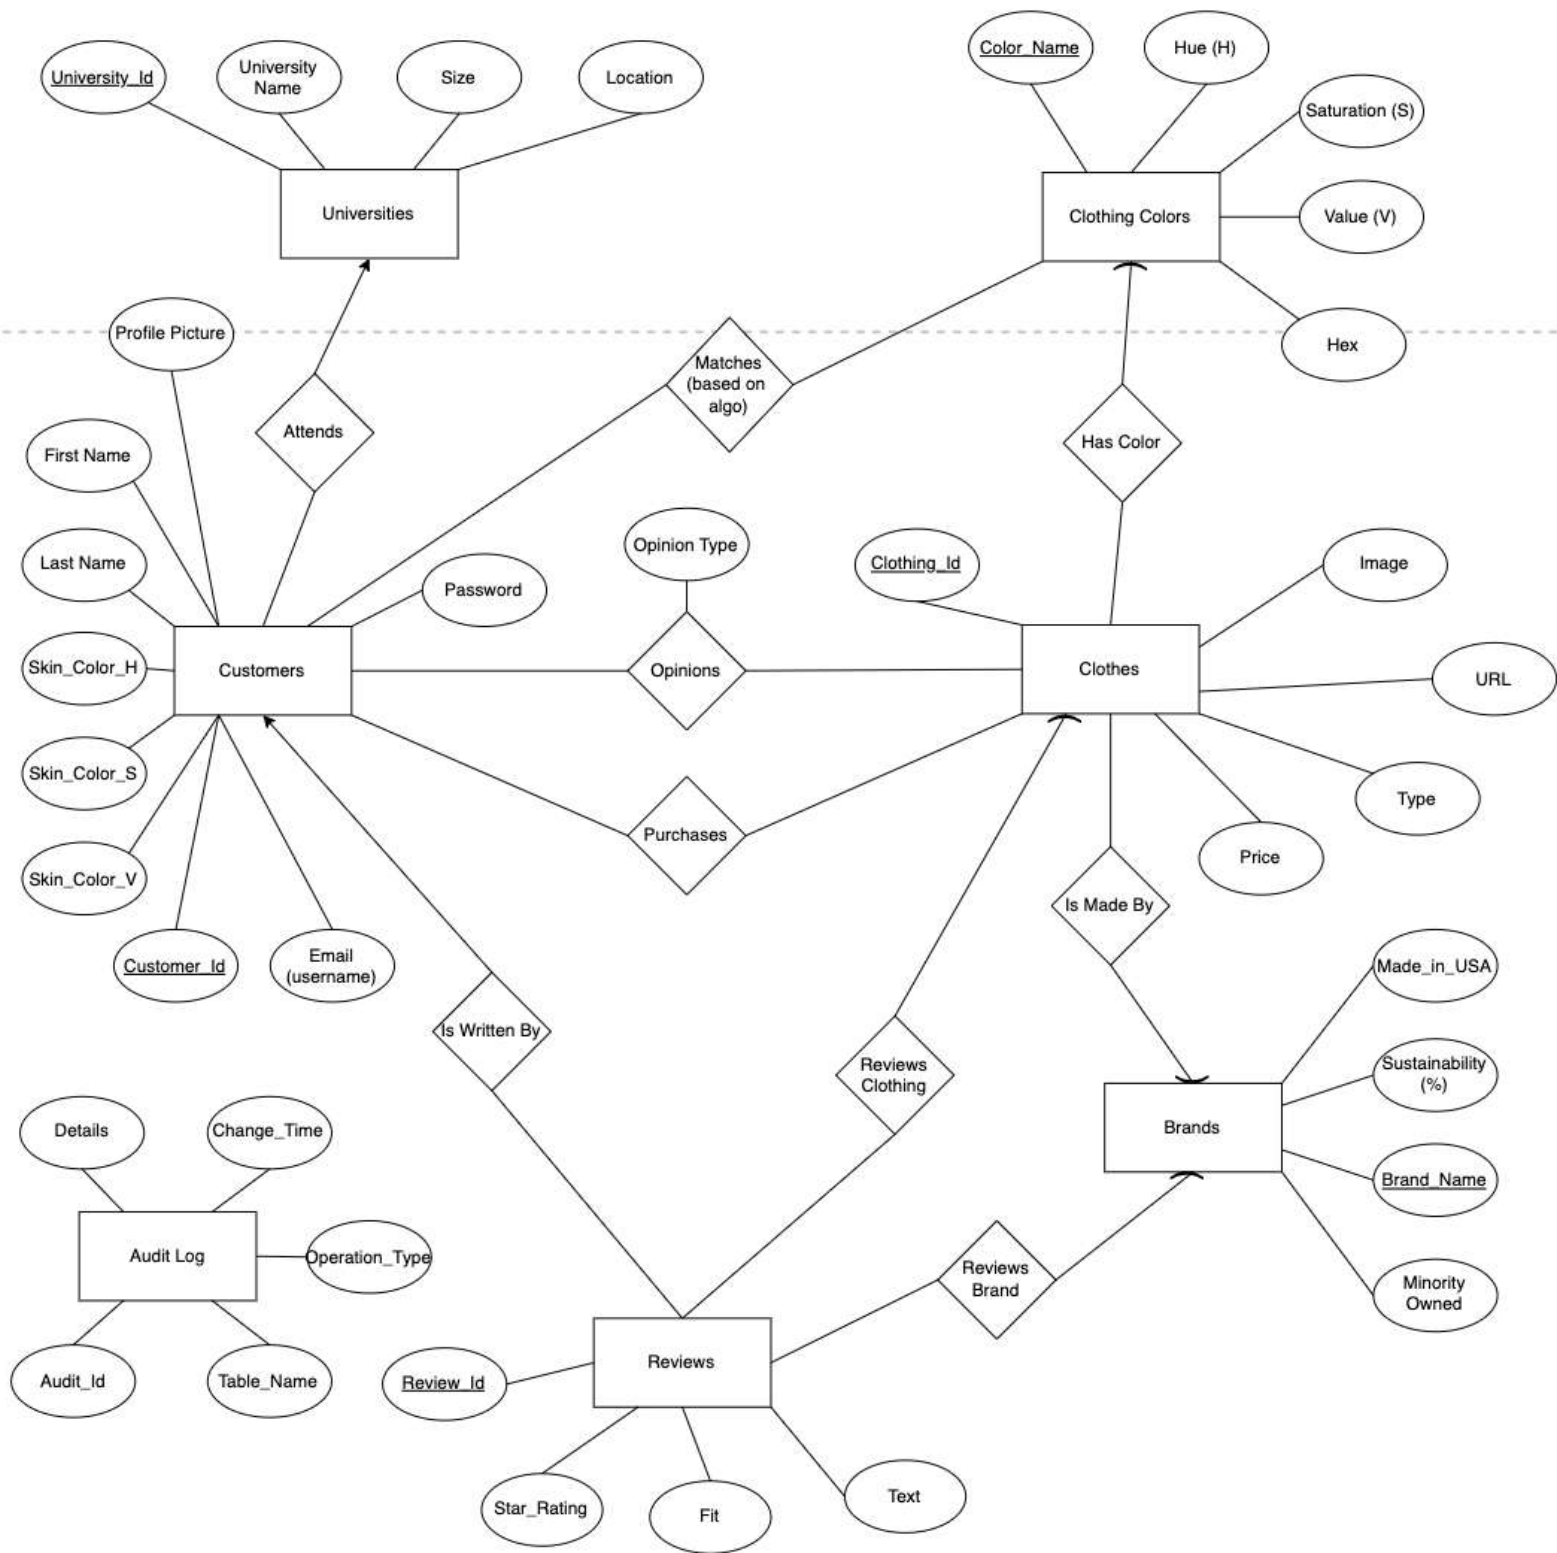 University_Id
University
Name
Size
Location
Color_Name
Hue (H)
Saturation (S)
Universities
Clothing Colors
Value (V)
Profile Picture
Hex
Matches
(based on
algo)
Attends
Has Color
First Name
Opinion Type
Last Name
Password
Clothing_Id
Image
Skin_Color_H
Customers
Opinions
Clothes
URL
Skin_Color_S
Type
Purchases
Price
Skin_Color_V
Is Made By
Customer_Id
Email
(username)
Made_in_USA
Is Written By
Reviews
Clothing
Sustainability
(%)
Details
Change_Time
Brands
Brand_Name
Audit Log
Operation_Type
Reviews
Brand
Minority
Owned
Audit_Id
Table_Name
Review_Id
Reviews
Star_Rating
Fit
Text